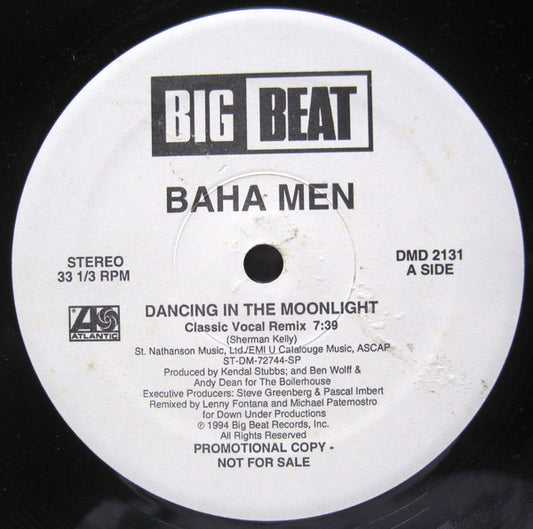 BIG BEAT
BAHA MEN
STEREO
33 1/3 RPM
DMD 2131
A SIDE
ATLANTIC
DANCING IN THE MOONLIGHT
Classic Vocal Remix 7:39
(Sherman Kelly)
St. Nathanson Music, Ltd./EMI U Catalouge Music, ASCAP
ST-DM-72744-SP
Produced by Kendal Stubbs; and Ben Wolff &
Andy Dean for The Boilerhouse
Executive Producers: Steve Greenberg & Pascal Imbert
Remixed by Lenny Fontana and Michael Paternostro
for Down Under Productions
℗ 1994 Big Beat Records, Inc.
All Rights Reserved
PROMOTIONAL COPY -
NOT FOR SALE